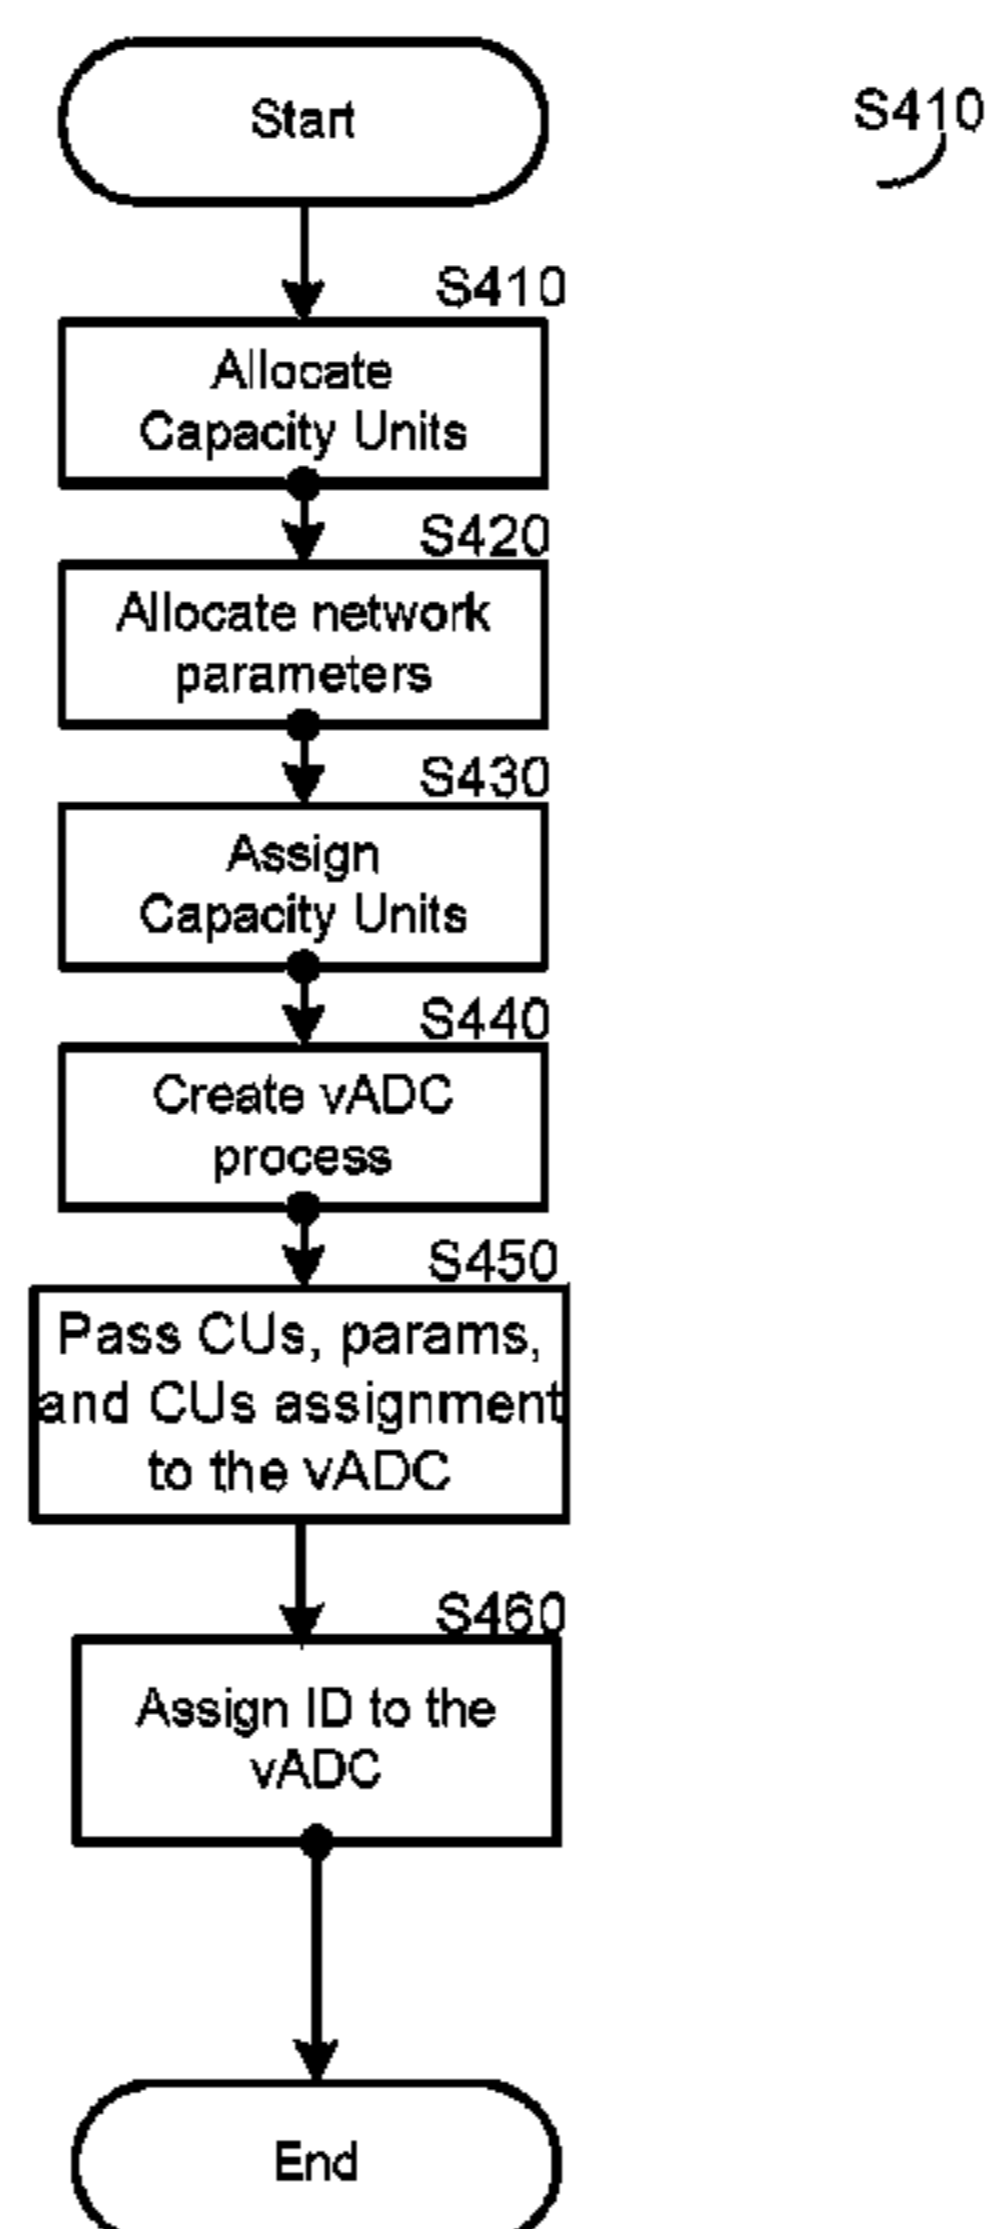 Start
S410
S410
Allocate
Capacity Units
S420
Allocate network
parameters
S430
Assign
Capacity Units
S440
Create vADC
process
S450
Pass CUs, params,
and CUs assignment
to the vADC
S460
Assign ID to the
vADC
End